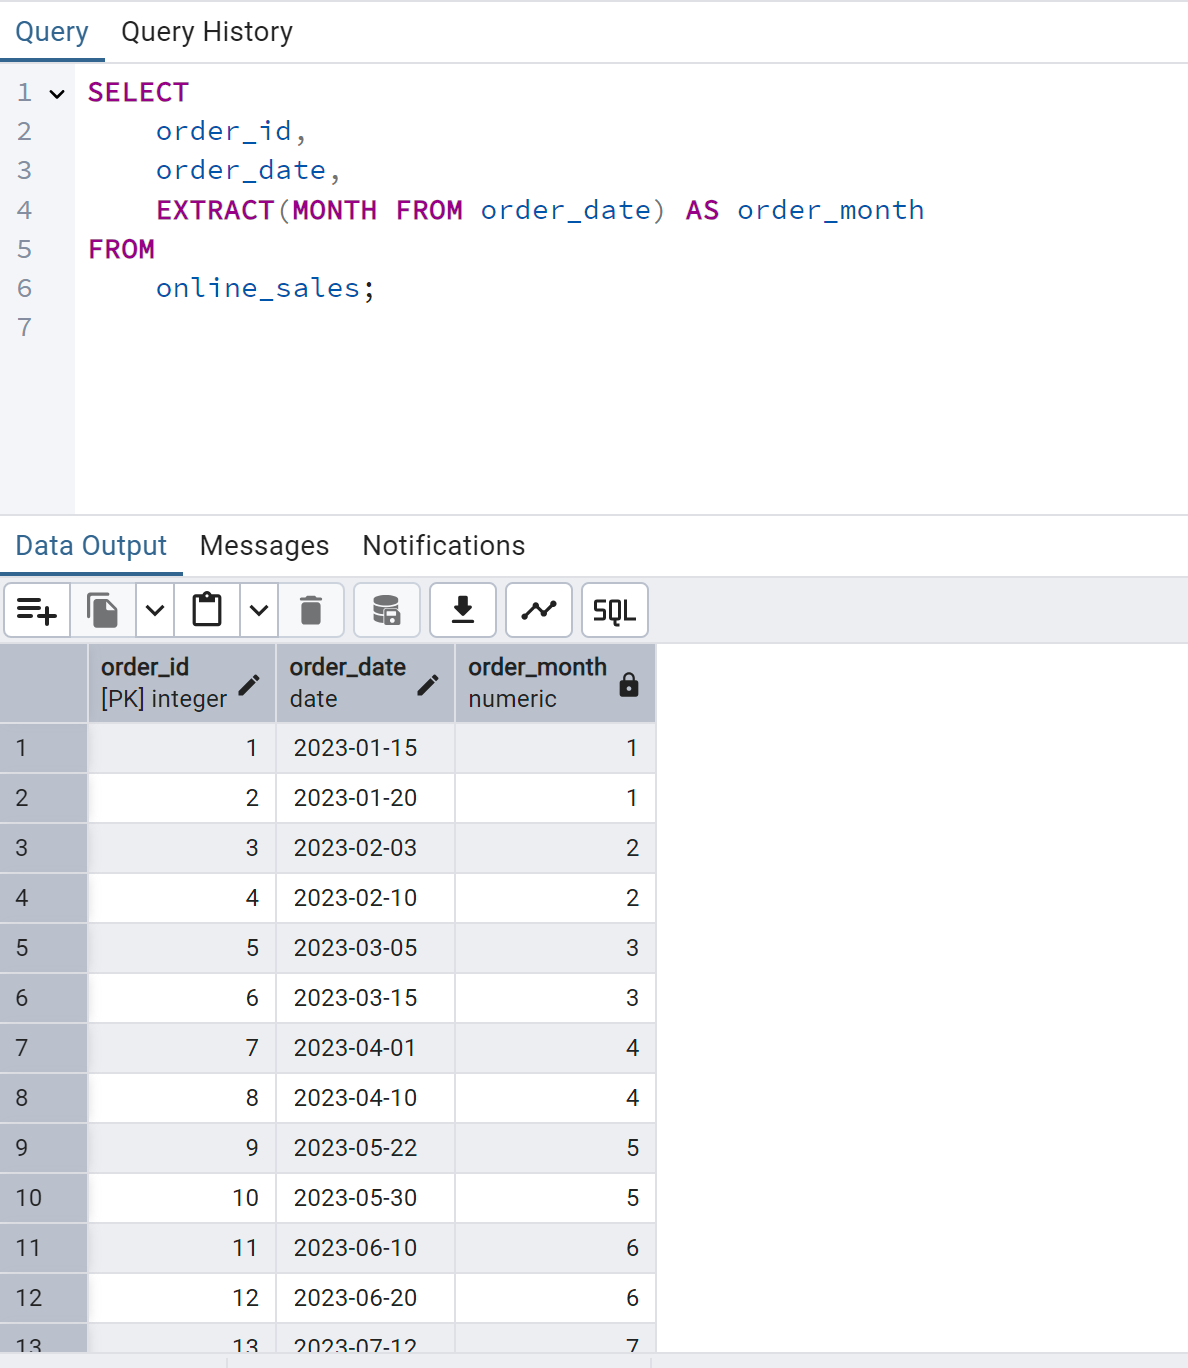 Query Query History
1 SELECT
2 order_id,
3 order_date,
4 EXTRACT(MONTH FROM order_date) AS order_month
5 FROM
6 online_sales;
7
Data Output Messages Notifications
SQL
order_id order_date order_month
[PK] integer date numeric
1 1 2023-01-15 1
2 2 2023-01-20 1
3 3 2023-02-03 2
4 4 2023-02-10 2
5 5 2023-03-05 3
6 6 2023-03-15 3
7 7 2023-04-01 4
8 8 2023-04-10 4
9 9 2023-05-22 5
10 10 2023-05-30 5
11 11 2023-06-10 6
12 12 2023-06-20 6
13 13 2023-07-12 7